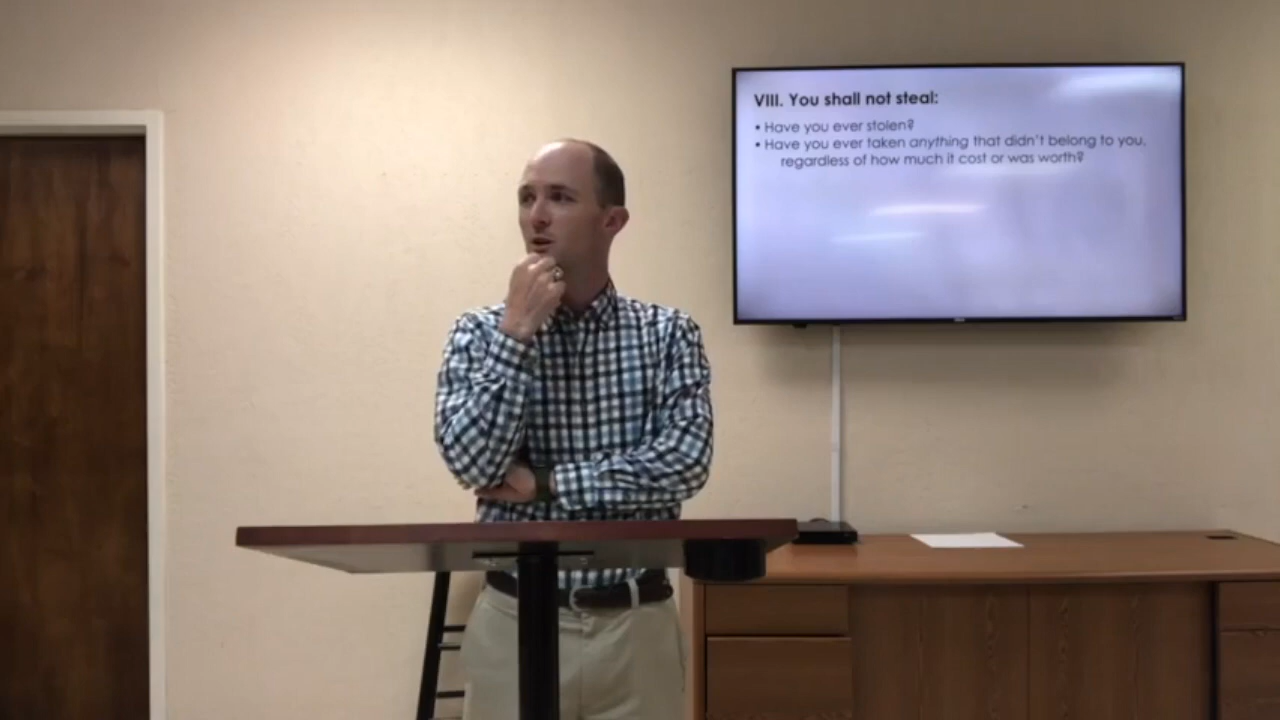 VIII. You shall not steal:
• Have you ever stolen?
• Have you ever taken anything that didn't belong to you,
regardless of how much it cost or was worth?